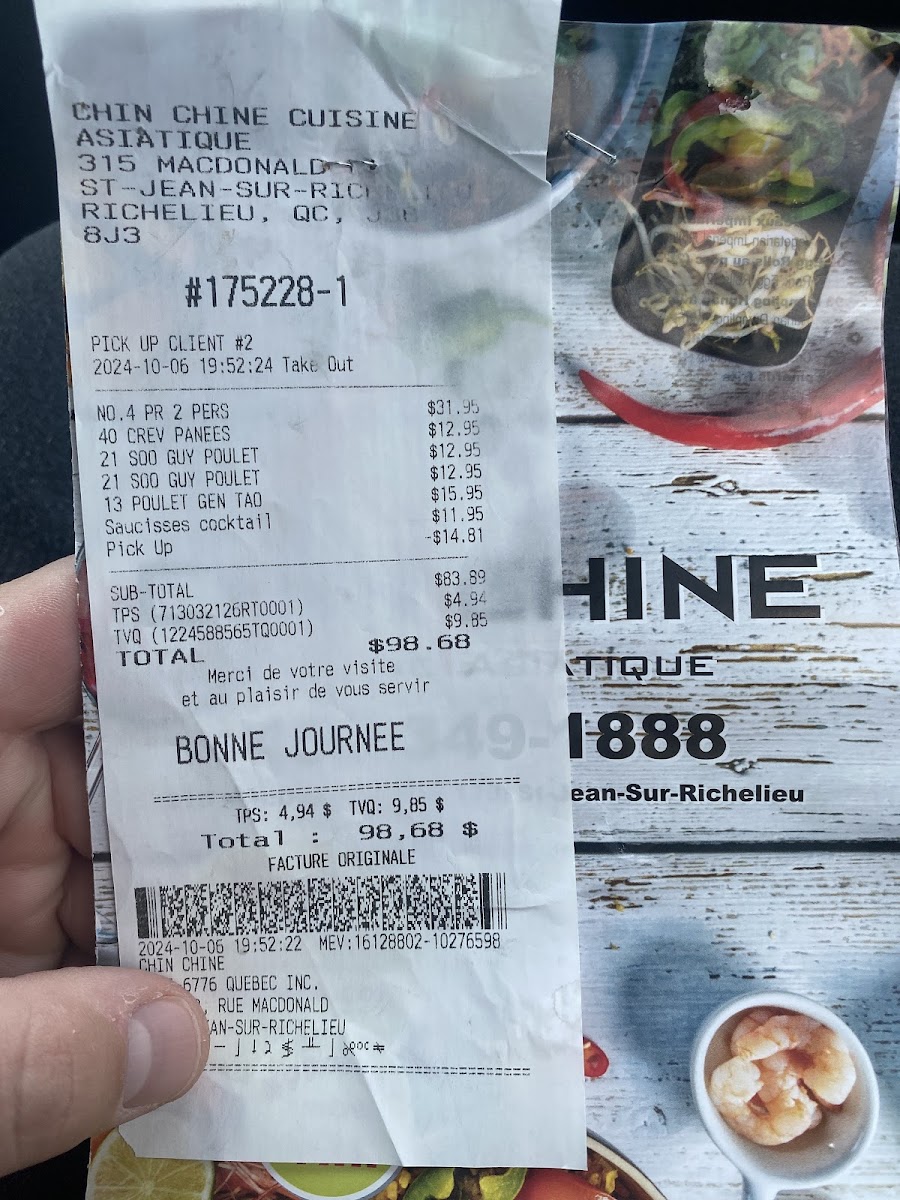 CHIN CHINE CUISINE
ASIATIQUE
315 MACDONALD
ST-JEAN-SUR-RICH
RICHELIEU, QC,
8J3
#175228-1
PICK UP CLIENT #2
2024-10-06 19:52:24 Take Out
NO.4 PR 2 PERS $31.95
40 CREV PANEES $12.95
21 SOO GUY POULET $12.95
21 SOO GUY POULET $12.95
13 POULET GEN TAO $15.95
Saucisses cocktail $11.95
Pick Up -$14.81
SUB-TOTAL $83.89
TPS (713032126RT0001) $4.94
TVQ (1224588565TQ0001) $9.85
TOTAL $98.68
Merci de votre visite
et au plaisir de vous servir
BONNE JOURNEE
TPS: 4,94 $ TVQ: 9,85 $
Total : 98,68 $
FACTURE ORIGINALE
2024-10-06 19:52:22 MEV:16128802-10276598
CHIN CHINE
6776 QUEBEC INC.
, RUE MACDONALD
AN-SUR-RICHELIEU
HINE
ATIQUE
49-1888
ean-Sur-Richelieu